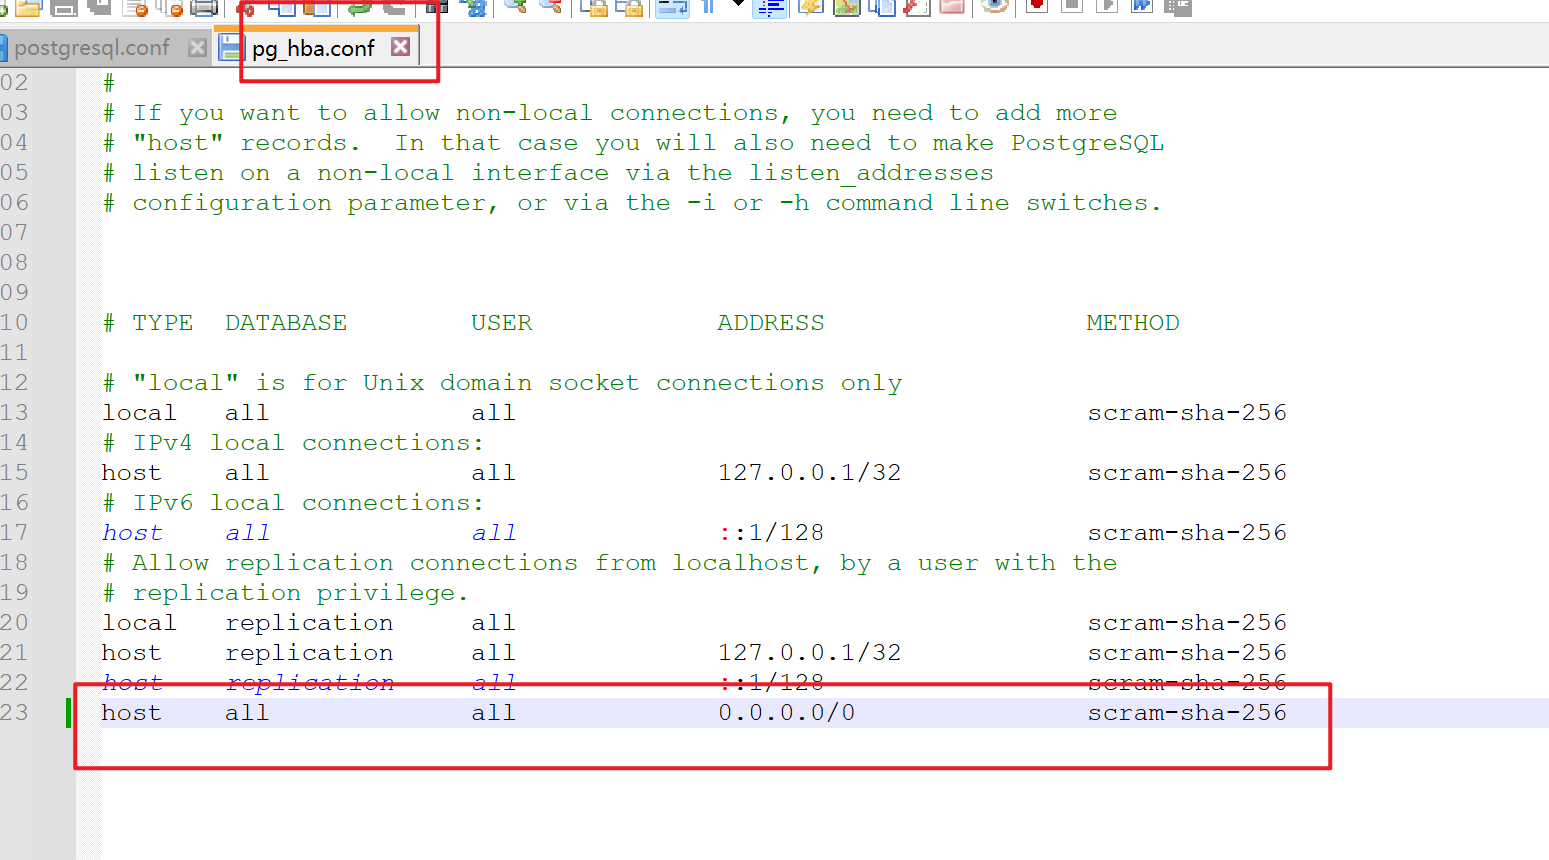 postgresql.conf pg_hba.conf
02 #
03 # If you want to allow non-local connections, you need to add more
04 # "host" records.  In that case you will also need to make PostgreSQL
05 # listen on a non-local interface via the listen_addresses
06 # configuration parameter, or via the -i or -h command line switches.
07
08
09
10 # TYPE  DATABASE        USER            ADDRESS                 METHOD
11
12 # "local" is for Unix domain socket connections only
13 local   all             all                                     scram-sha-256
14 # IPv4 local connections:
15 host    all             all             127.0.0.1/32            scram-sha-256
16 # IPv6 local connections:
17 host    all             all             ::1/128                 scram-sha-256
18 # Allow replication connections from localhost, by a user with the
19 # replication privilege.
20 local   replication     all                                     scram-sha-256
21 host    replication     all             127.0.0.1/32            scram-sha-256
22 host    replication     all             ::1/128                 scram-sha-256
23 host    all             all             0.0.0.0/0               scram-sha-256